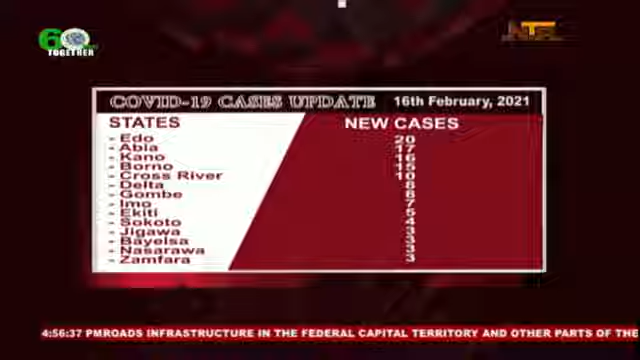 60
TOGETHER
NTA
COVID-19 CASES UPDATE 16th February, 2021
STATES NEW CASES
- Edo 20
- Abia 17
- Kano 16
- Borno 15
- Cross River 10
- Delta 8
- Gombe 8
- Imo 7
- Ekiti 5
- Sokoto 4
- Jigawa 3
- Bayelsa 3
- Nasarawa 3
- Zamfara 3
4:56:37 PMROADS INFRASTRUCTURE IN THE FEDERAL CAPITAL TERRITORY AND OTHER PARTS OF THE